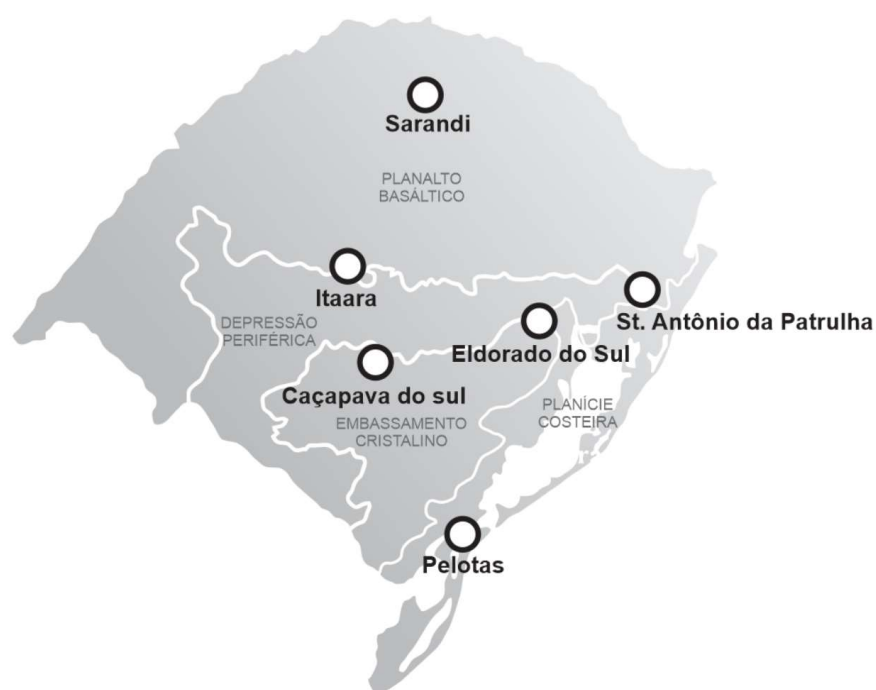 Sarandi
PLANALTO
BASÁLTICO
Itaara
St. Antônio da Patrulha
DEPRESSÃO
PERIFÉRICA
Eldorado do Sul
Caçapava do sul
PLANÍCIE
COSTEIRA
EMBASSAMENTO
CRISTALINO
Pelotas